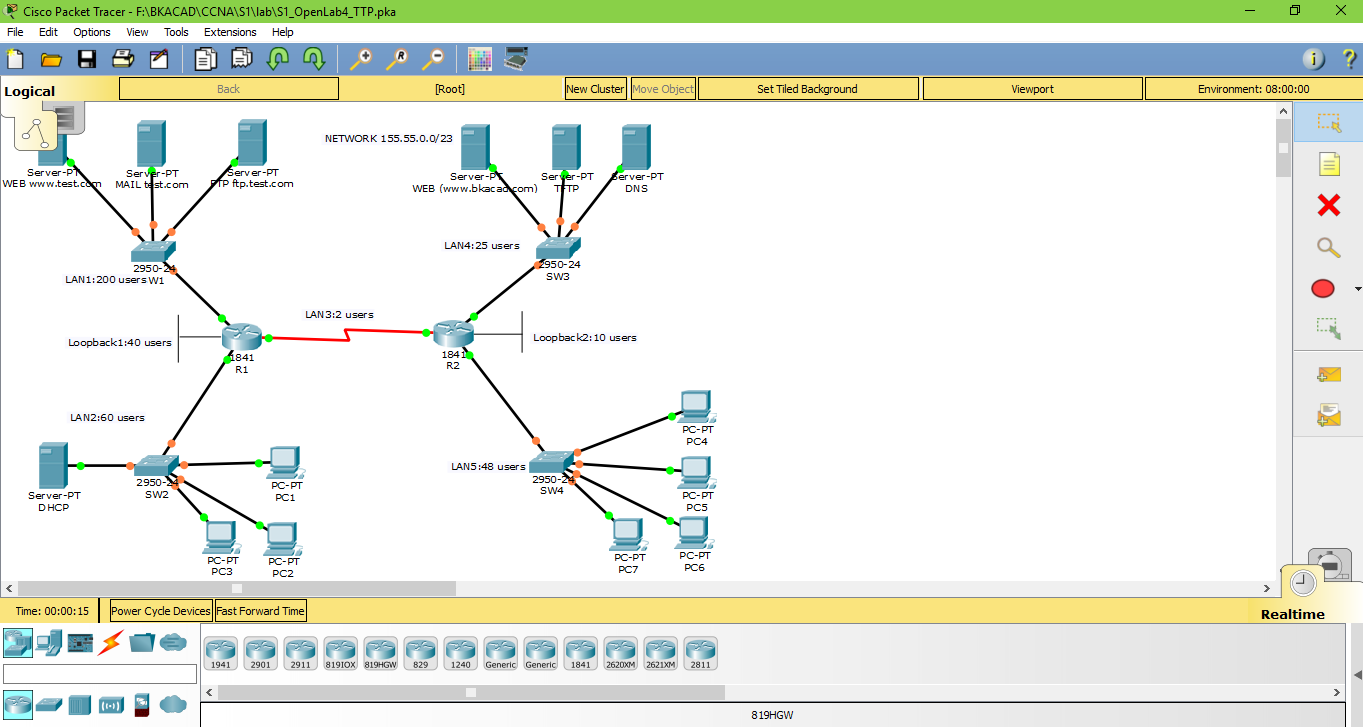 Cisco Packet Tracer - F:\BKACAD\CCNA\S1\lab\S1_OpenLab4_TTP.pka
File Edit Options View Tools Extensions Help
Logical
Back
[Root]
New Cluster
Move Object
Set Tiled Background
Viewport
Environment: 08:00:00
Server-PT
WEB www.test.com
Server-PT
MAIL test.com
Server-PT
FTP ftp.test.com
NETWORK 155.55.0.0/23
Server-PT
WEB (www.bkacad.com)
Server-PT
TFTP
Server-PT
DNS
2950-24
W1
LAN1:200 users
LAN4:25 users
2950-24
SW3
LAN3:2 users
Loopback1:40 users
1841
R1
1841
R2
Loopback2:10 users
LAN2:60 users
Server-PT
DHCP
2950-24
SW2
PC-PT
PC1
PC-PT
PC3
PC-PT
PC2
LAN5:48 users
2950-24
SW4
PC-PT
PC4
PC-PT
PC5
PC-PT
PC7
PC-PT
PC6
Time: 00:00:15
Power Cycle Devices
Fast Forward Time
Realtime
1941
2901
2911
819IOX
819HGW
829
1240
Generic
Generic
1841
2620XM
2621XM
2811
819HGW